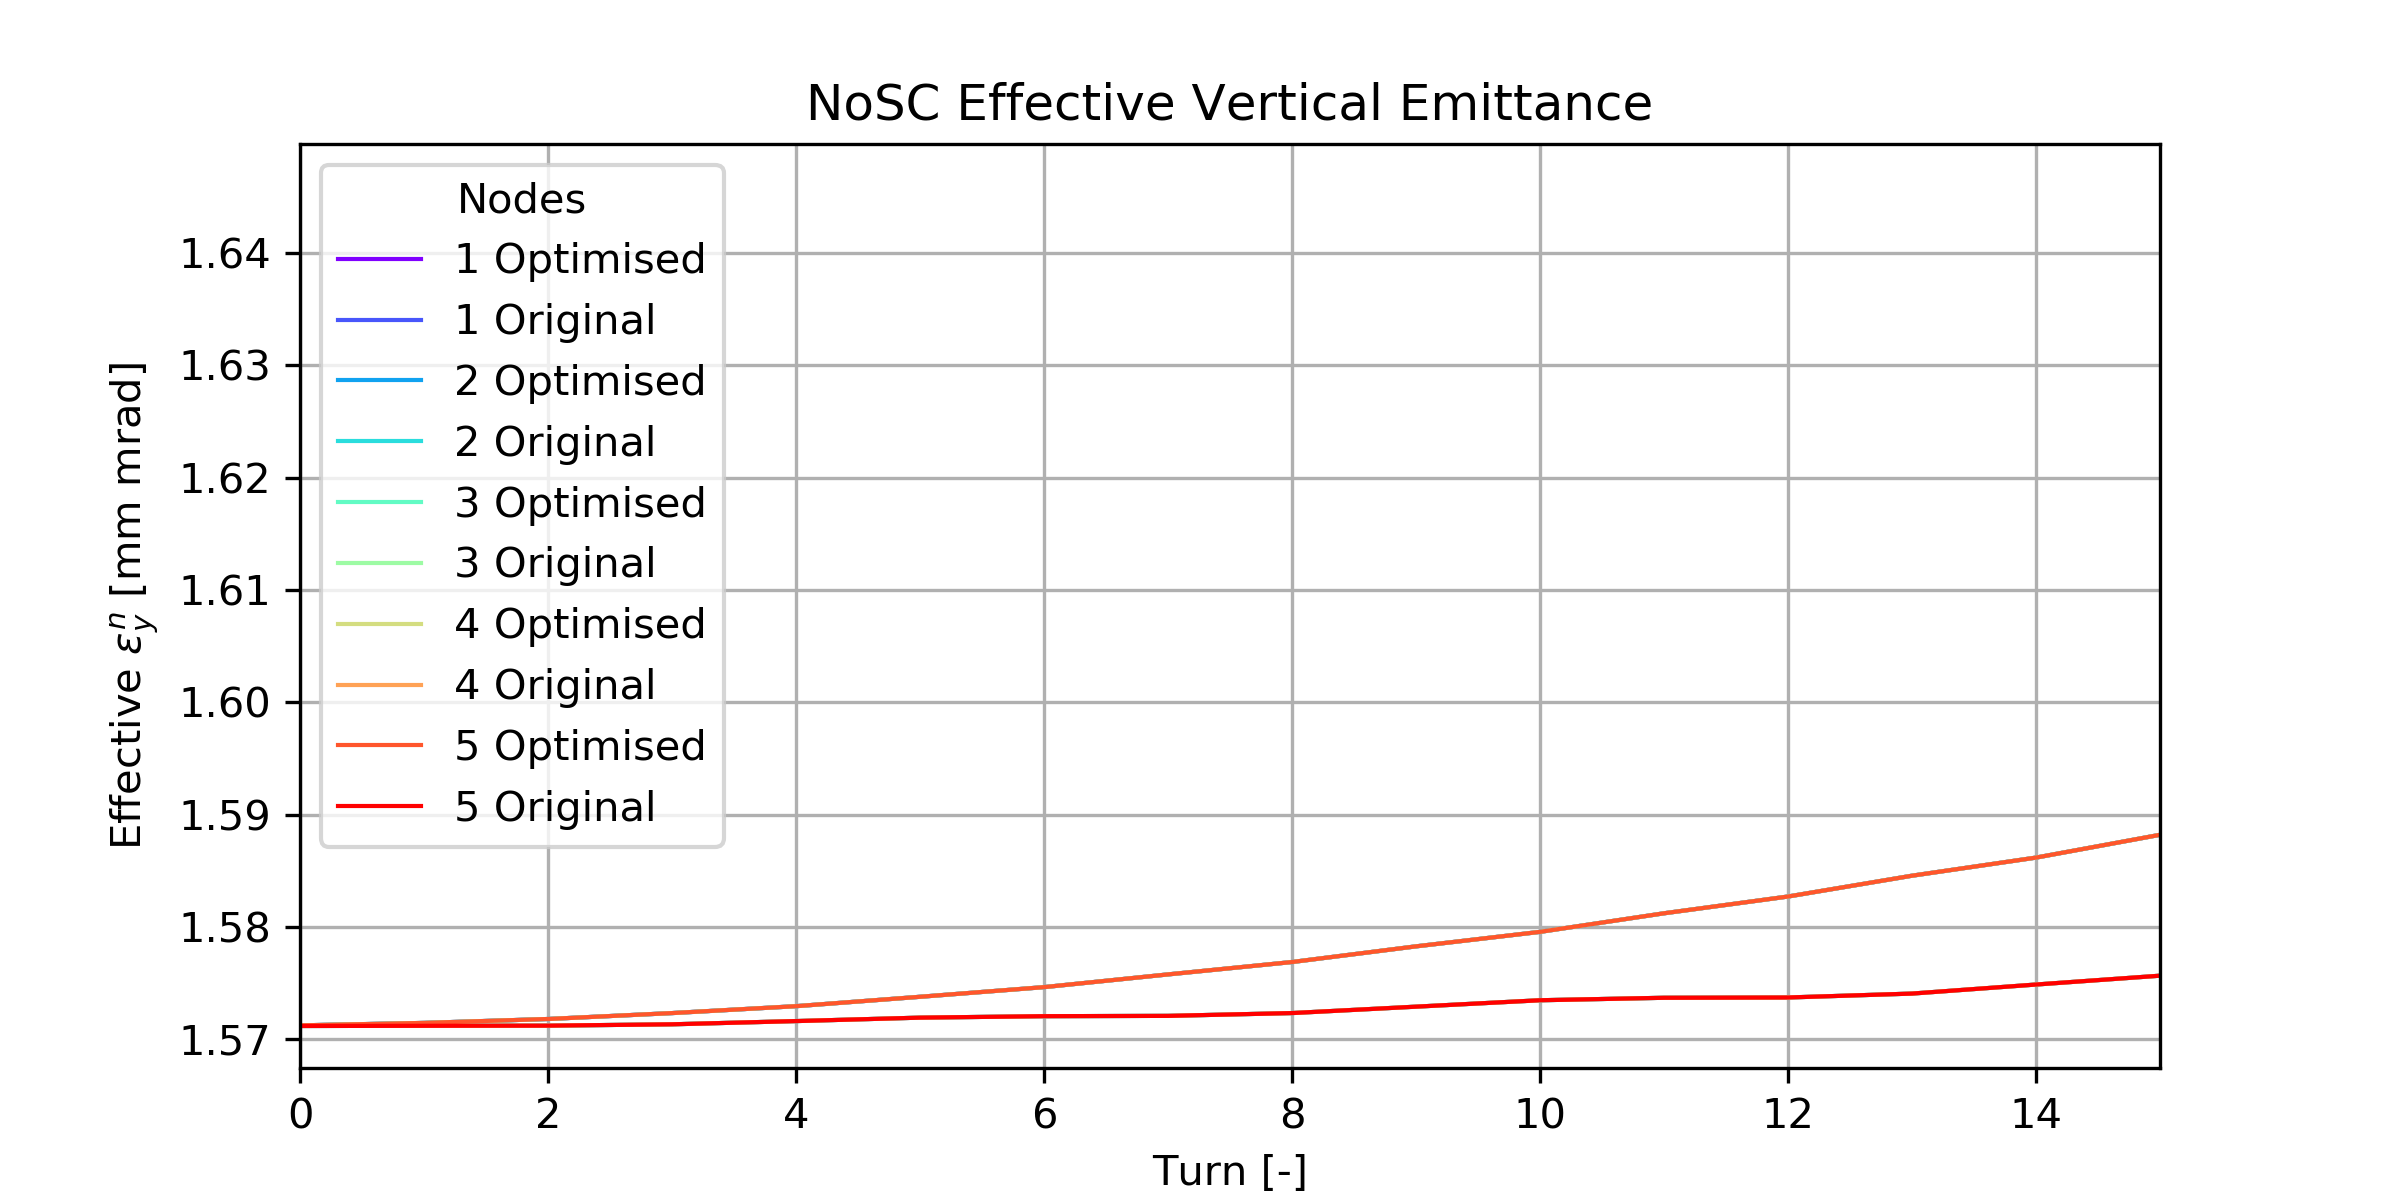 NoSC Effective Vertical Emittance
Nodes
1 Optimised
1 Original
2 Optimised
2 Original
3 Optimised
3 Original
4 Optimised
4 Original
5 Optimised
5 Original
1.64
1.63
1.62
1.61
1.60
1.59
1.58
1.57
Effective εⁿᵧ [mm mrad]
0 2 4 6 8 10 12 14
Turn [-]